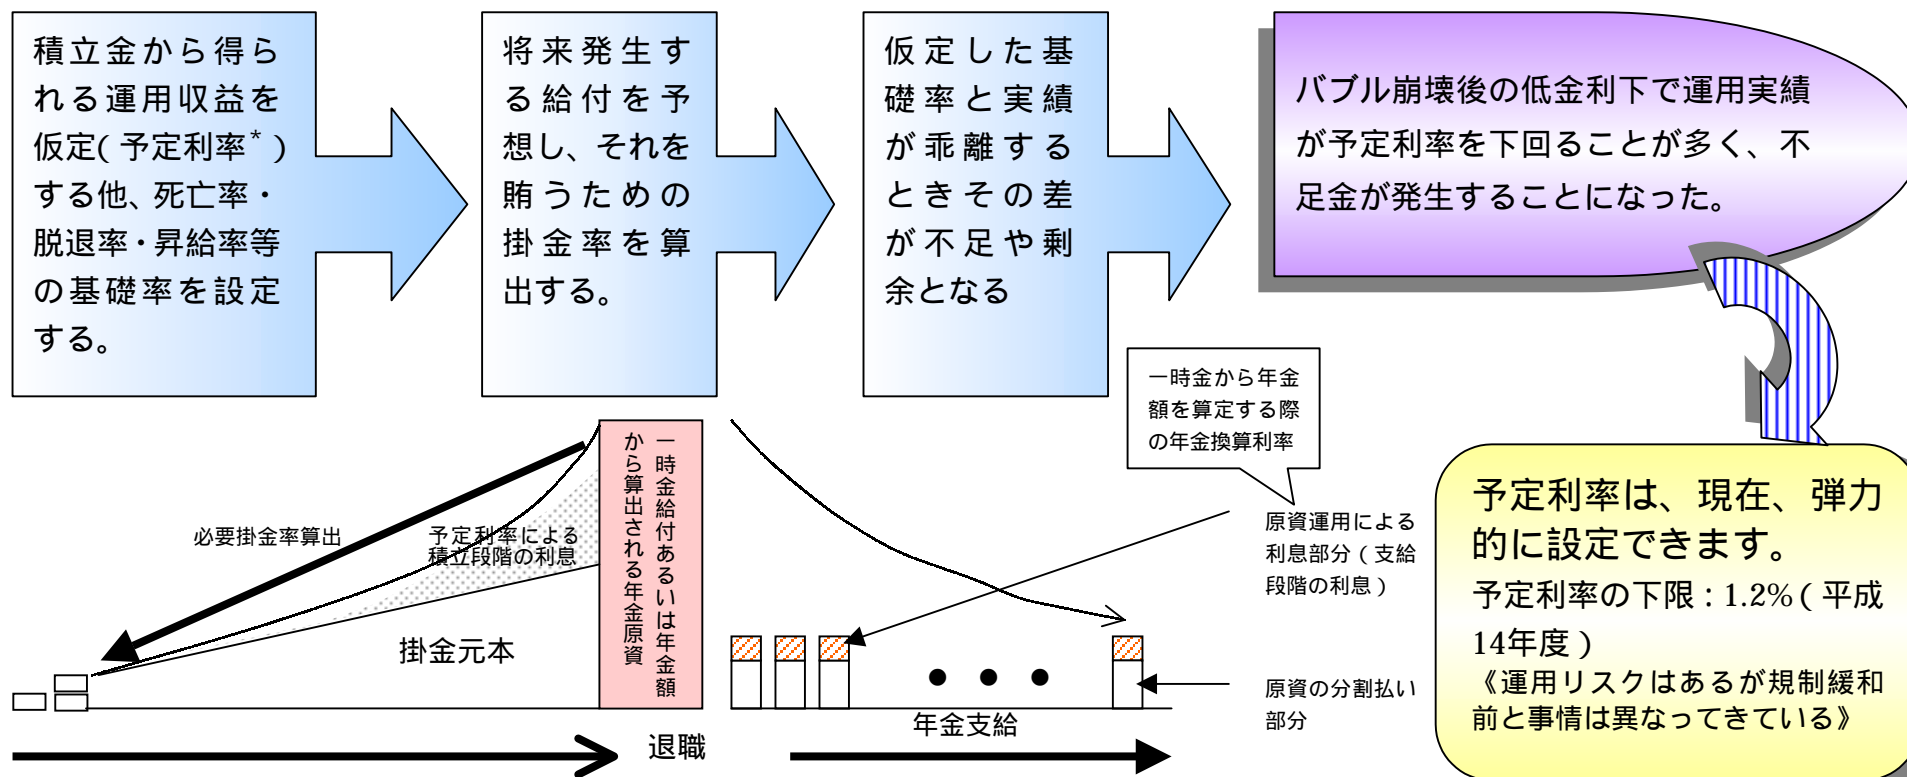 積立金から得ら
れる運用収益を
仮定(予定利率*)
する他、死亡率・
脱退率・昇給率等
の基礎率を設定
する。
将来発生す
る給付を予
想し、それを
賄うための
掛金率を算
出する。
仮定した基
礎率と実績
が乖離する
ときその差
が不足や剰
余となる
バブル崩壊後の低金利下で運用実績
が予定利率を下回ることが多く、不
足金が発生することになった。
一時金から年金
額を算定する際
の年金換算利率
必要掛金率算出
予定利率による
積立段階の利息
掛金元本
一時金給付あるいは年金額
から算出される年金原資
原資運用による
利息部分(支給
段階の利息)
原資の分割払い
部分
年金支給
退職
予定利率は、現在、弾力
的に設定できます。
予定利率の下限:1.2%(平成
14年度)
《運用リスクはあるが規制緩和
前と事情は異なってきている》